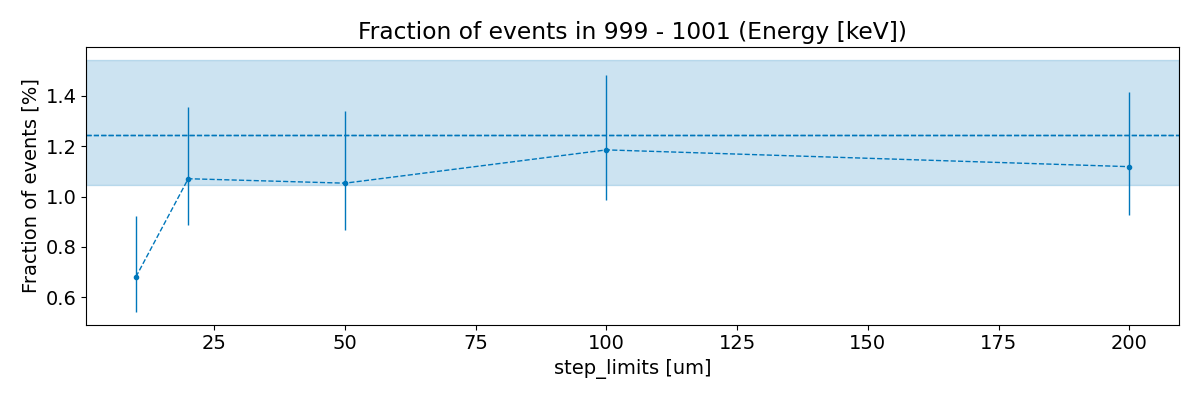 Fraction of events in 999 - 1001 (Energy [keV])
Fraction of events [%]
1.4
1.2
1.0
0.8
0.6
25 50 75 100 125 150 175 200
step_limits [um]